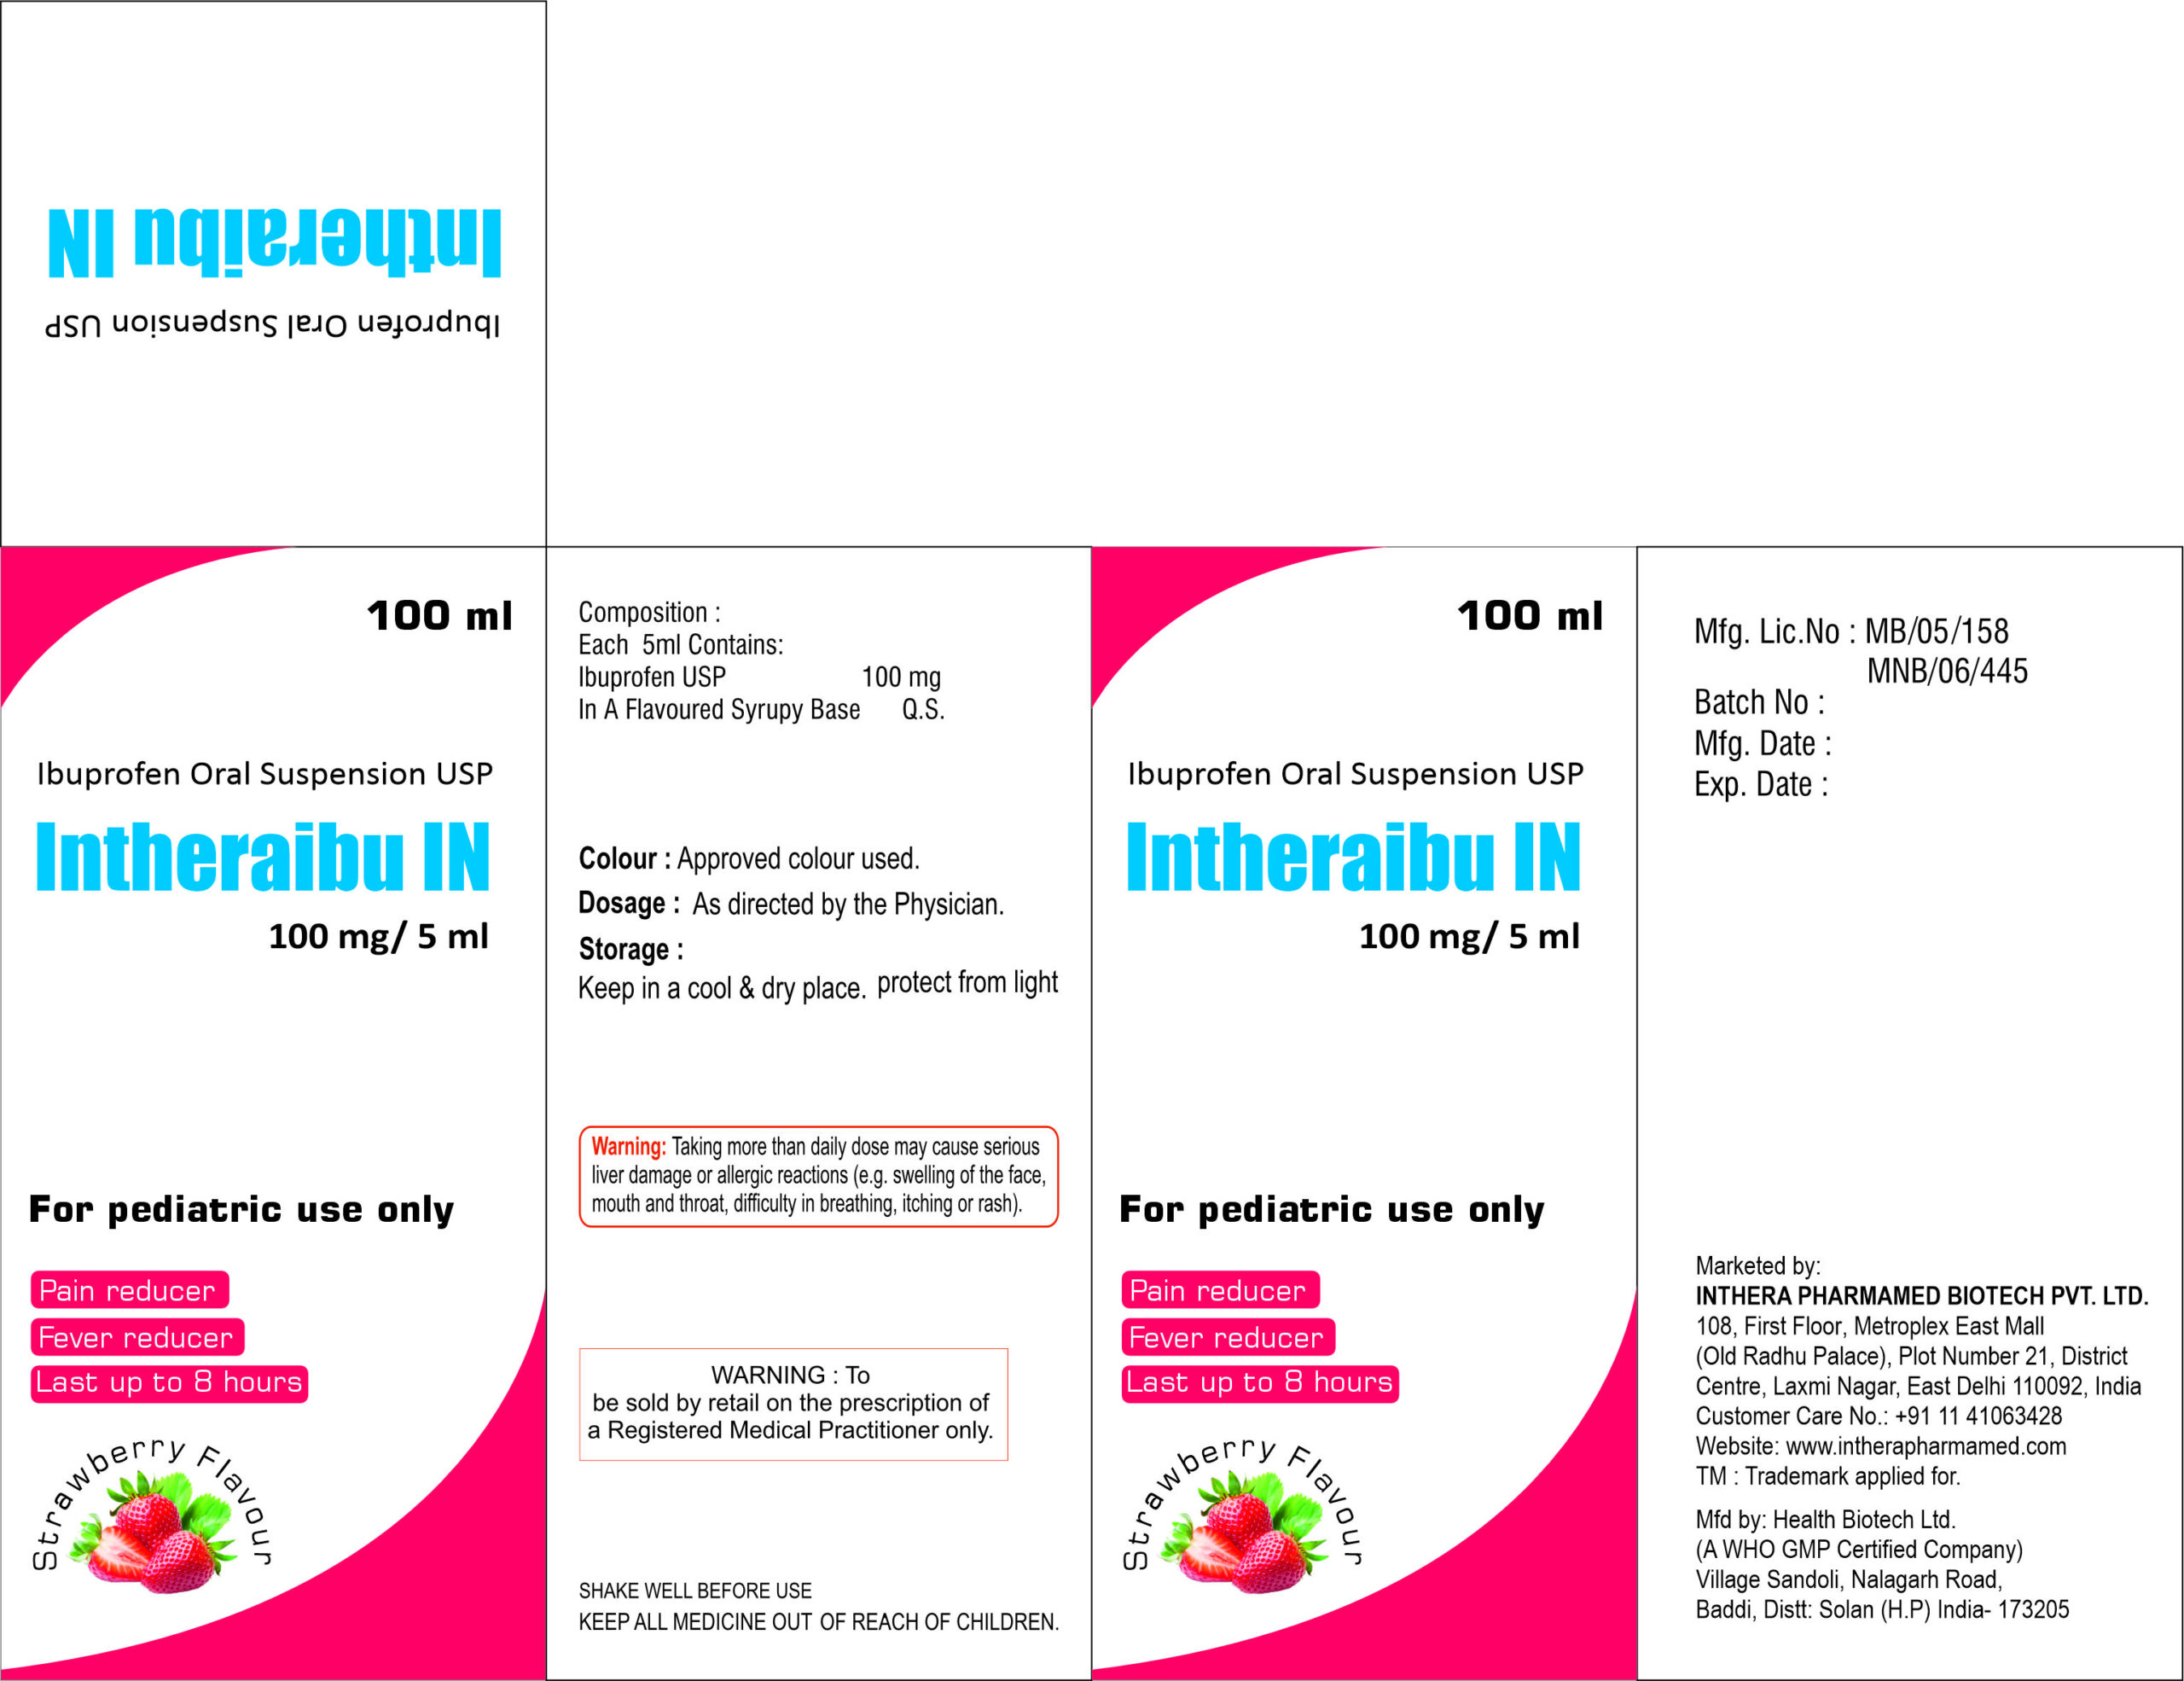 Intheraibu IN
Ibuprofen Oral Suspension USP
100 ml
Ibuprofen Oral Suspension USP
Intheraibu IN
100 mg/ 5 ml
For pediatric use only
Pain reducer
Fever reducer
Last up to 8 hours
Strawberry Flavour
Composition :
Each 5ml Contains:
Ibuprofen USP 100 mg
In A Flavoured Syrupy Base Q.S.
Colour : Approved colour used.
Dosage : As directed by the Physician.
Storage :
Keep in a cool & dry place. protect from light
Warning: Taking more than daily dose may cause serious
liver damage or allergic reactions (e.g. swelling of the face,
mouth and throat, difficulty in breathing, itching or rash).
WARNING : To
be sold by retail on the prescription of
a Registered Medical Practitioner only.
SHAKE WELL BEFORE USE
KEEP ALL MEDICINE OUT OF REACH OF CHILDREN.
100 ml
Ibuprofen Oral Suspension USP
Intheraibu IN
100 mg/ 5 ml
For pediatric use only
Pain reducer
Fever reducer
Last up to 8 hours
Strawberry Flavour
Mfg. Lic.No : MB/05/158
MNB/06/445
Batch No :
Mfg. Date :
Exp. Date :
Marketed by:
INTHERA PHARMAMED BIOTECH PVT. LTD.
108, First Floor, Metroplex East Mall
(Old Radhu Palace), Plot Number 21, District
Centre, Laxmi Nagar, East Delhi 110092, India
Customer Care No.: +91 11 41063428
Website: www.intherapharmamed.com
TM : Trademark applied for.
Mfd by: Health Biotech Ltd.
(A WHO GMP Certified Company)
Village Sandoli, Nalagarh Road,
Baddi, Distt: Solan (H.P) India- 173205